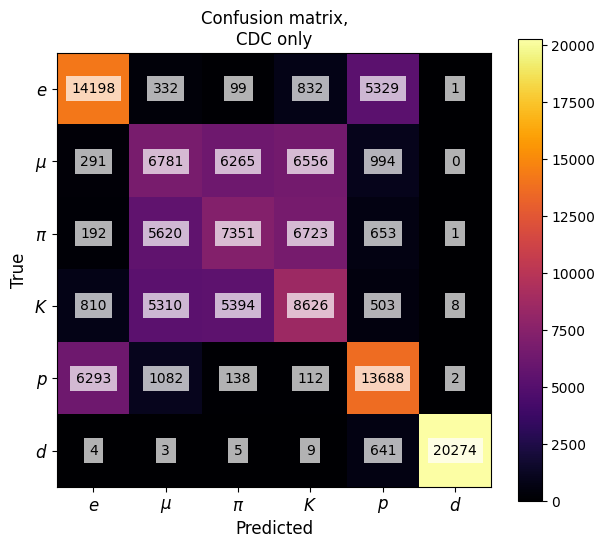 Confusion matrix,
CDC only
e 14198 332 99 832 5329 1
μ 291 6781 6265 6556 994 0
π 192 5620 7351 6723 653 1
K 810 5310 5394 8626 503 8
p 6293 1082 138 112 13688 2
d 4 3 5 9 641 20274
e μ π K p d
Predicted
True
20000
17500
15000
12500
10000
7500
5000
2500
0